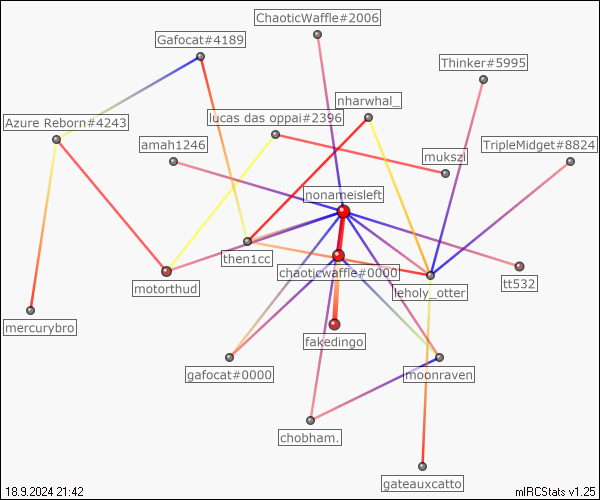 ChaoticWaffle#2006
Gafocat#4189
Thinker#5995
nharwhal_
lucas das oppai#2396
Azure Reborn#4243
amah1246
TripleMidget#8824
mukszi
nonameisleft
then1cc
chaoticwaffle#0000
motorthud
tt532
leholy_otter
mercurybro
fakedingo
gafocat#0000
moonraven
chobham.
gateauxcatto
18.9.2024 21:42
mIRCStats v1.25